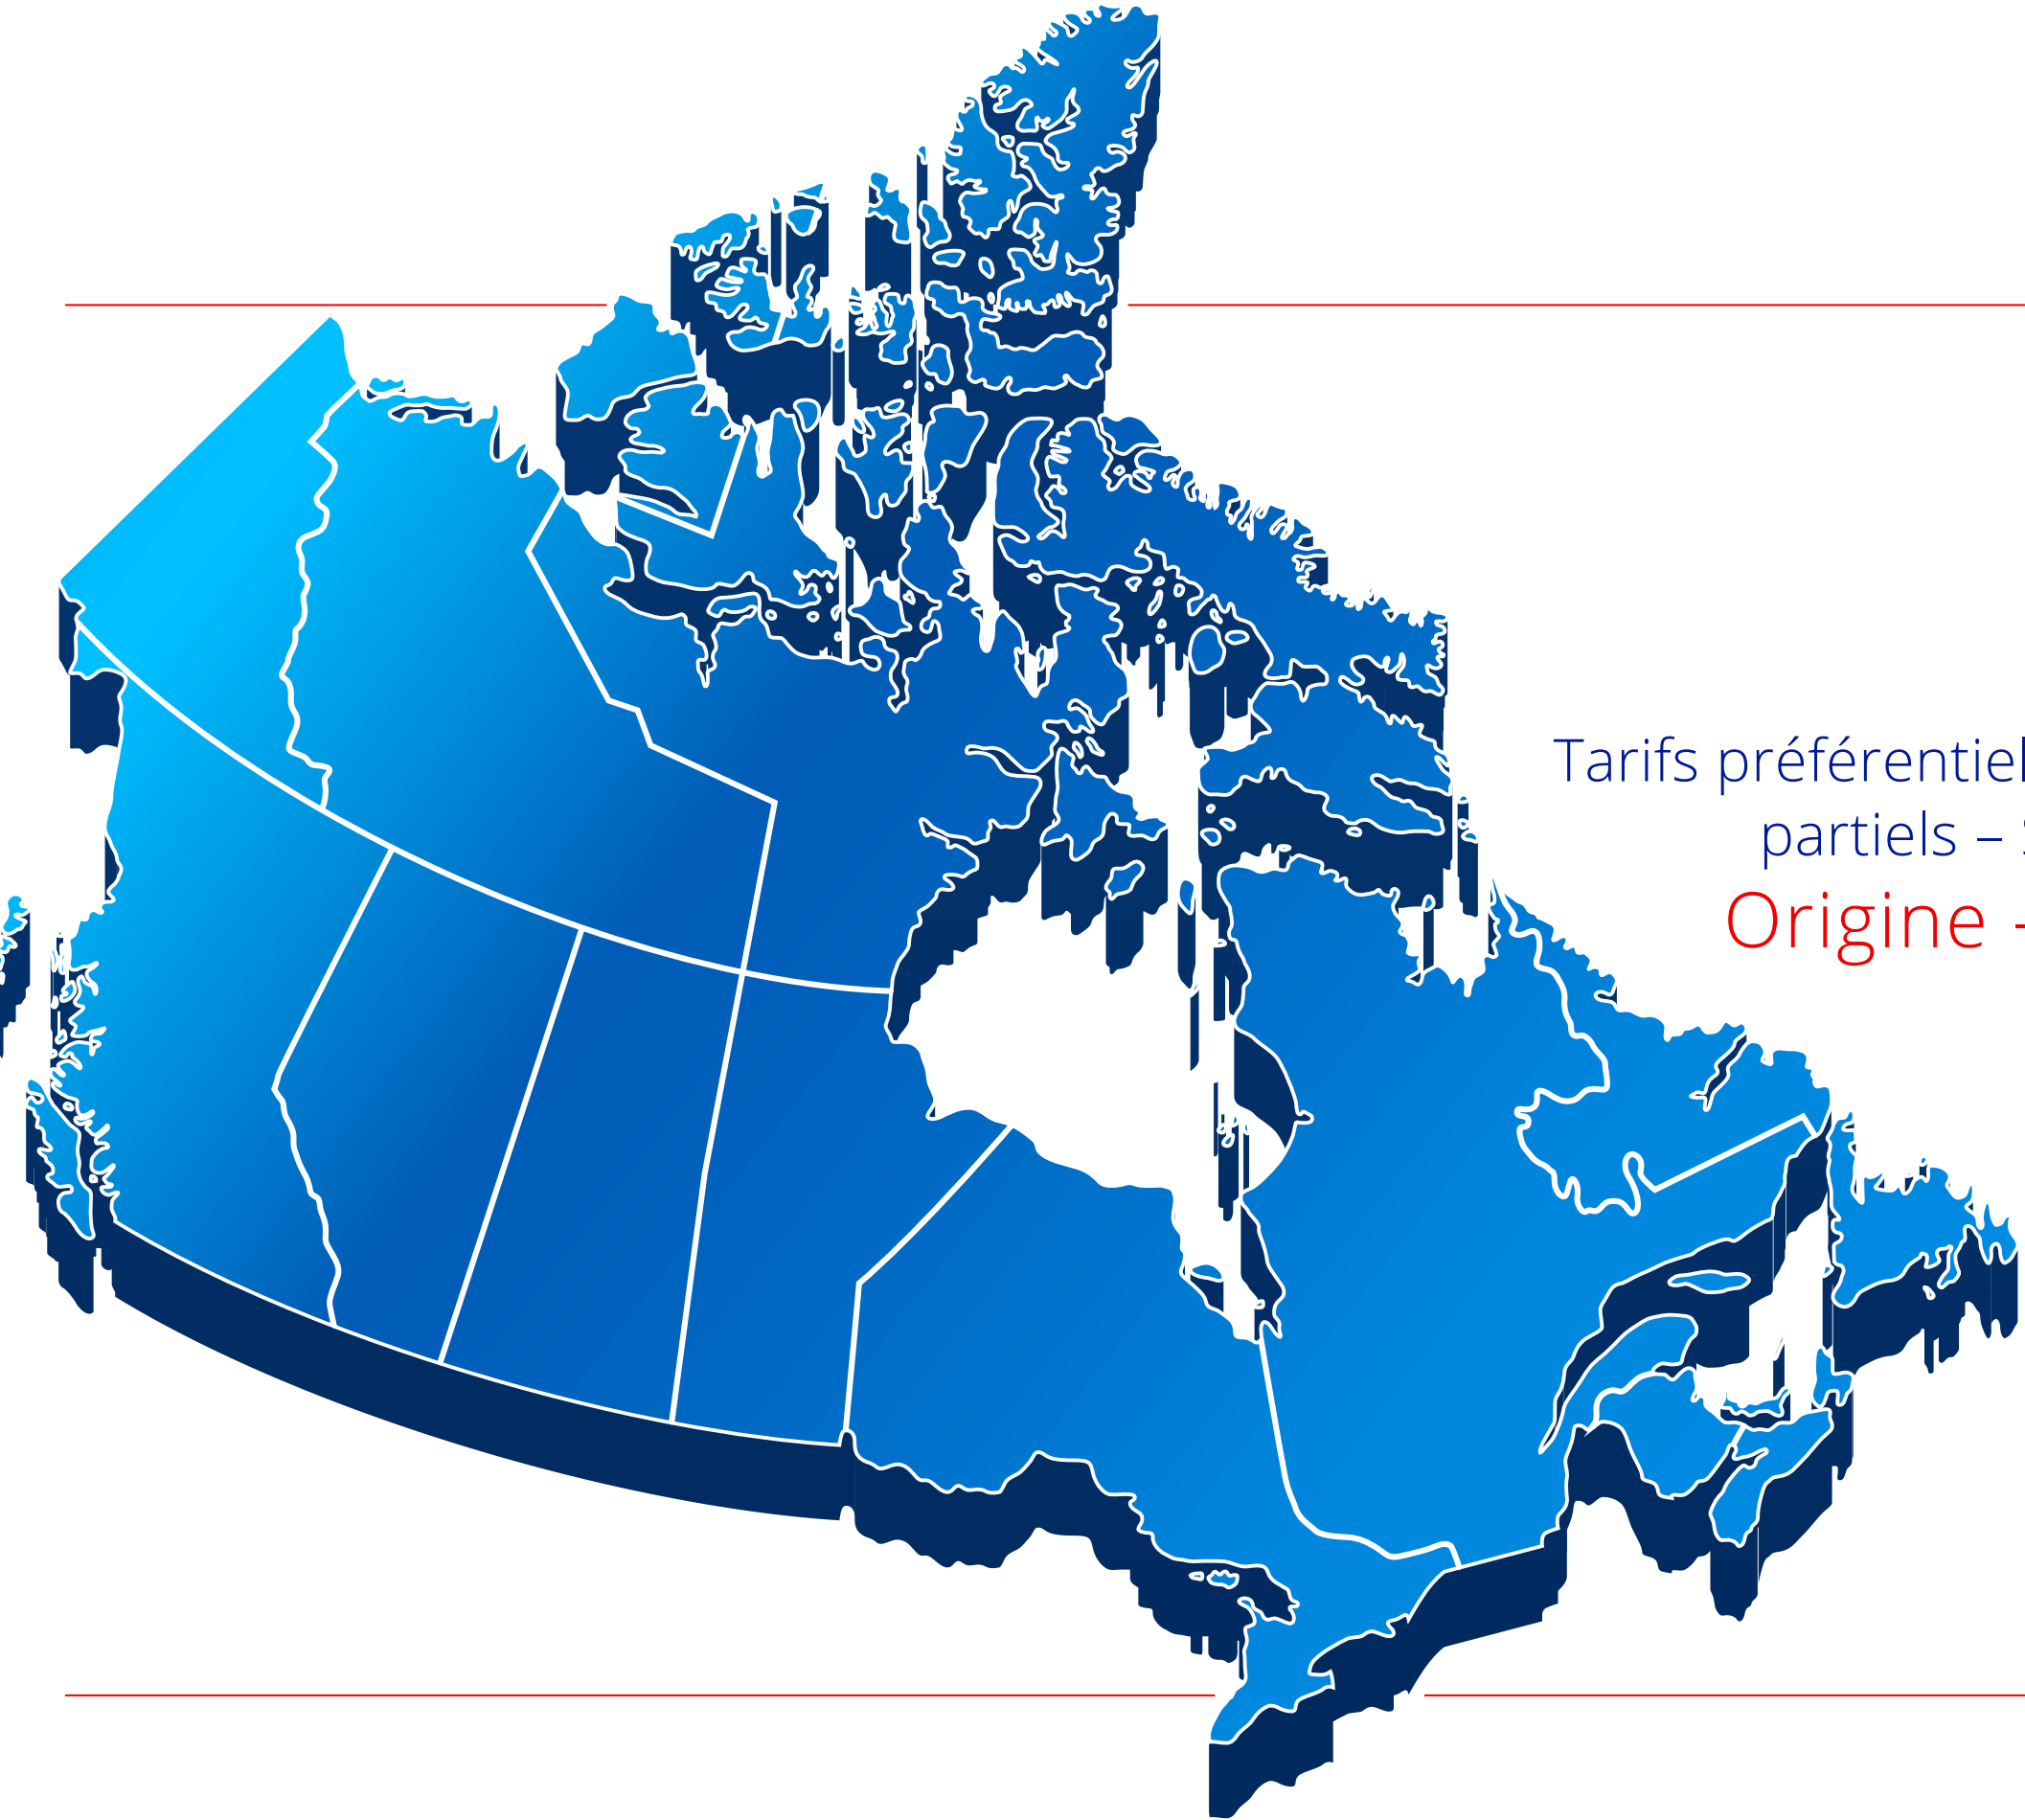 Tarifs préférentiel
partiels –
Origine -